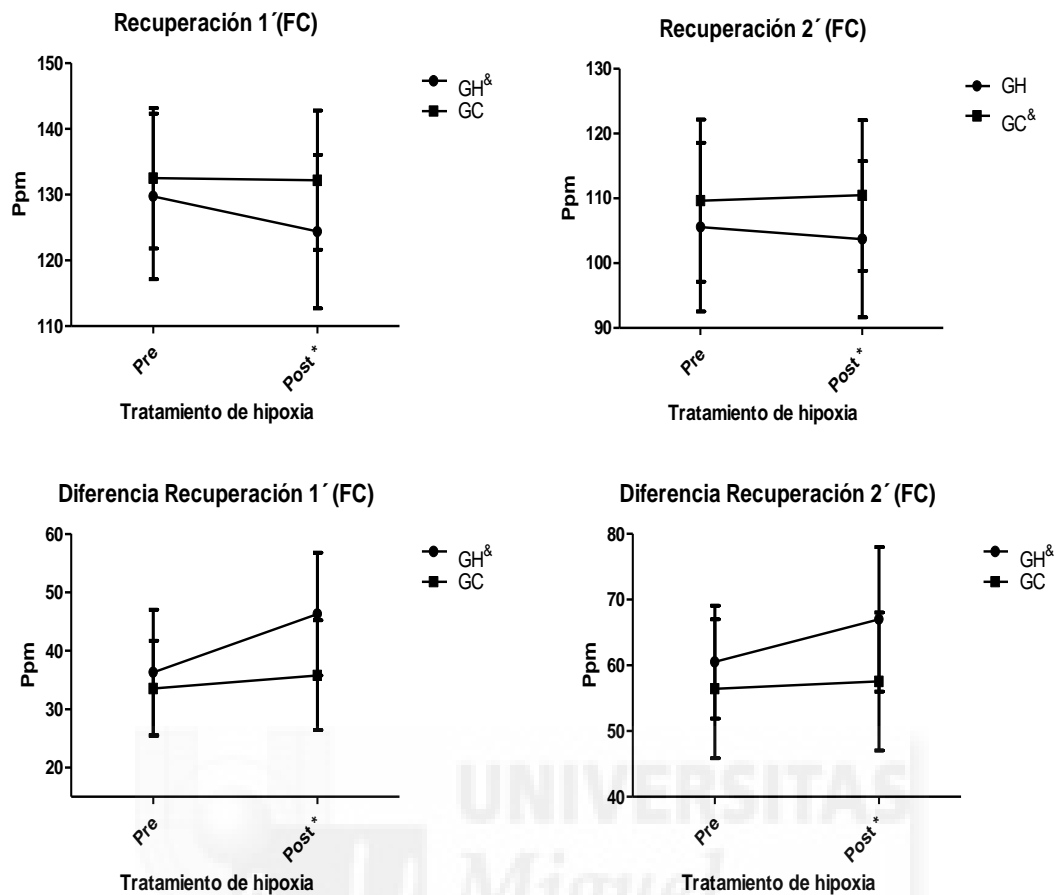 Recuperación 1´(FC)
150
140
130
120
110
Ppm
GH&
GC
Pre
Post *
Tratamiento de hipoxia
Recuperación 2´ (FC)
130
120
110
100
90
Ppm
GH
GC&
Pre
Post *
Tratamiento de hipoxia
Diferencia Recuperación 1´ (FC)
60
50
40
30
20
Ppm
GH&
GC
Pre
Post *
Tratamiento de hipoxia
Diferencia Recuperación 2´ (FC)
80
70
60
50
40
Ppm
GH&
GC
Pre
Post *
Tratamiento de hipoxia
UNIVERSITAS
Miguel